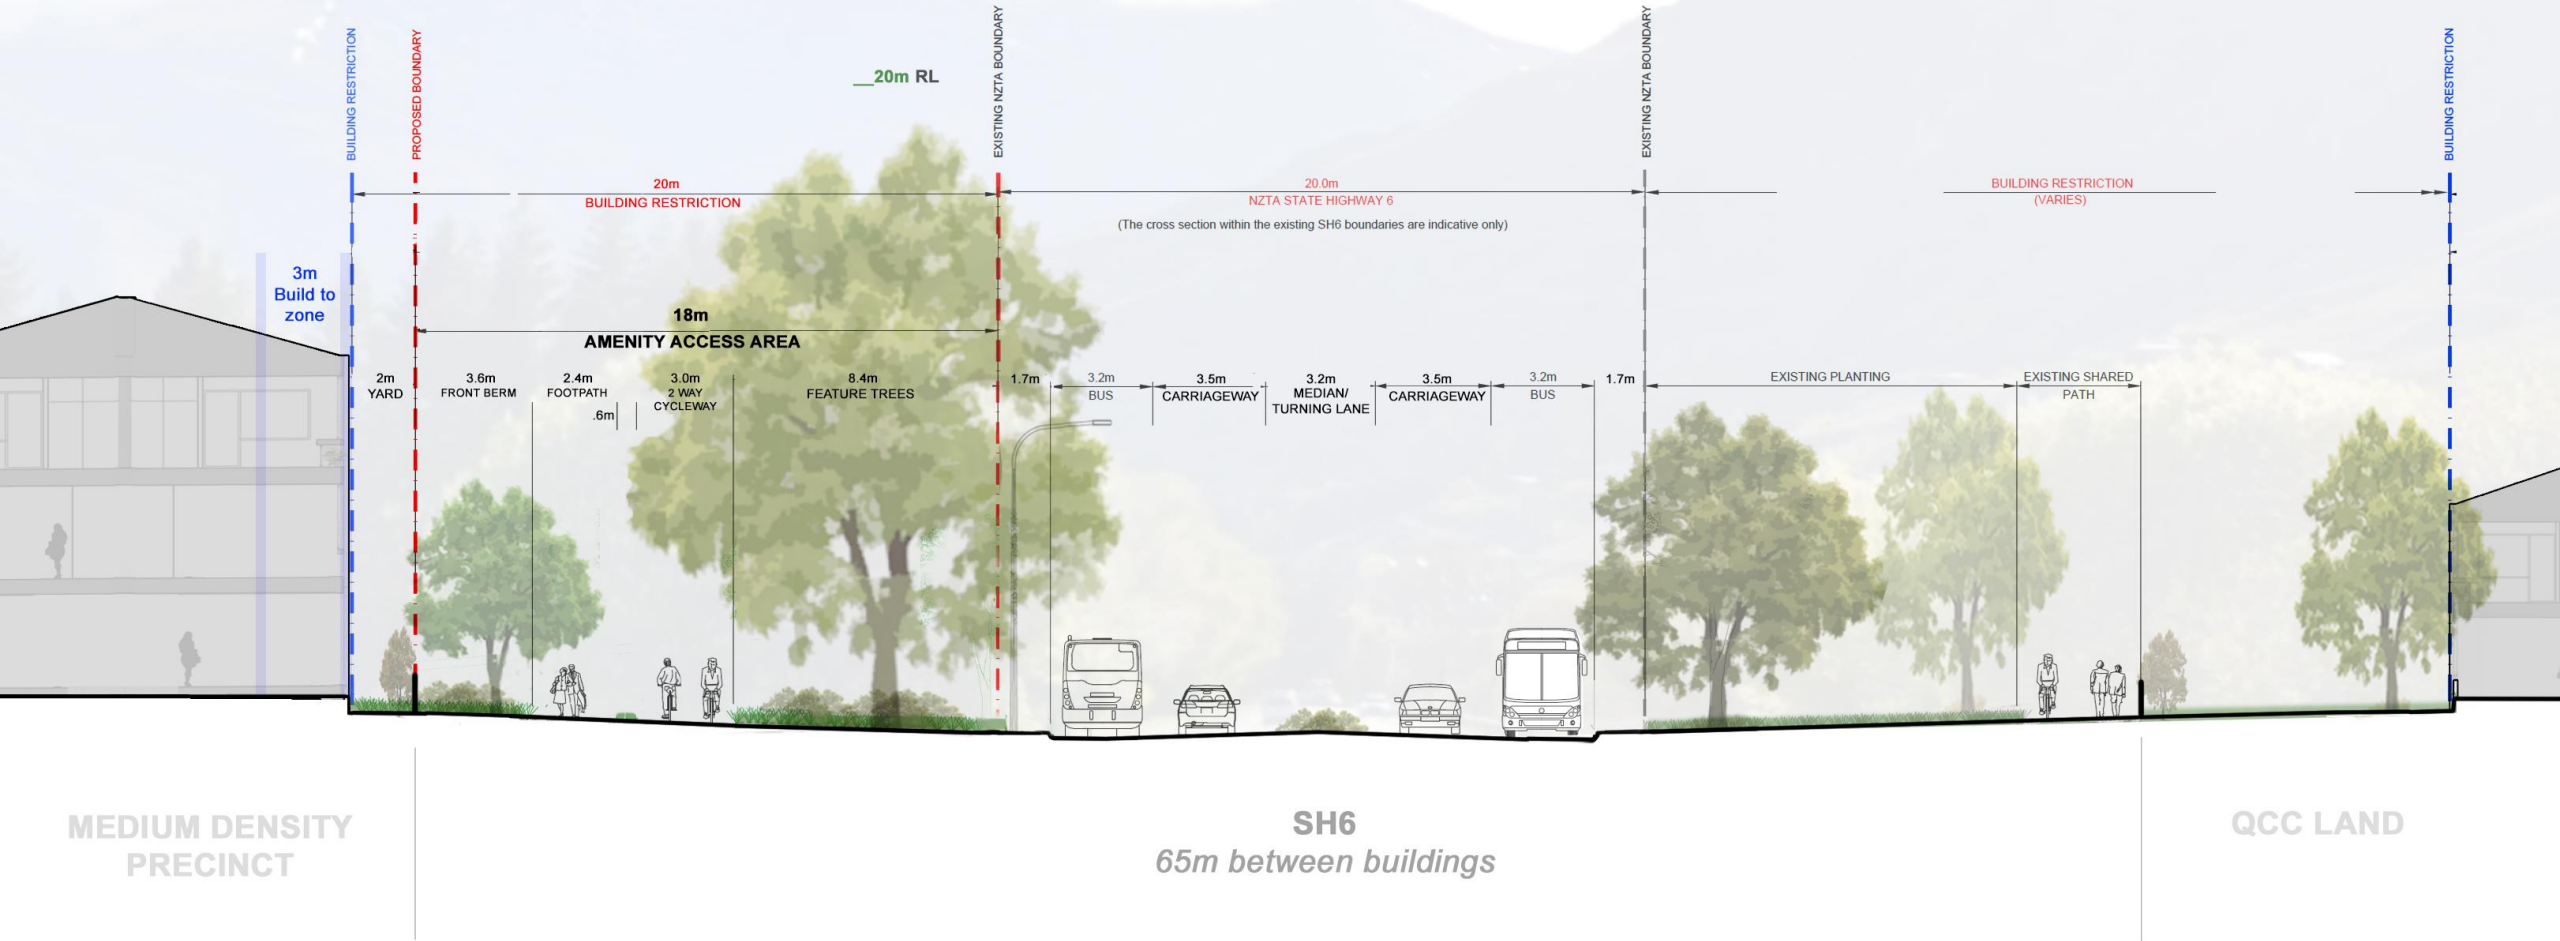 BUILDING RESTRICTION
PROPOSED BOUNDARY
EXISTING NZTA BOUNDARY
EXISTING NZTA BOUNDARY
BUILDING RESTRICTION
__20m RL
20m
BUILDING RESTRICTION
20.0m
NZTA STATE HIGHWAY 6
(The cross section within the existing SH6 boundaries are indicative only)
BUILDING RESTRICTION
(VARIES)
3m
Build to
zone
18m
AMENITY ACCESS AREA
2m
YARD
3.6m
FRONT BERM
2.4m
FOOTPATH
.6m
3.0m
2 WAY
CYCLEWAY
8.4m
FEATURE TREES
1.7m
3.2m
BUS
3.5m
CARRIAGEWAY
3.2m
MEDIAN/
TURNING LANE
3.5m
CARRIAGEWAY
3.2m
BUS
1.7m
EXISTING PLANTING
EXISTING SHARED
PATH
MEDIUM DENSITY
PRECINCT
SH6
65m between buildings
QCC LAND